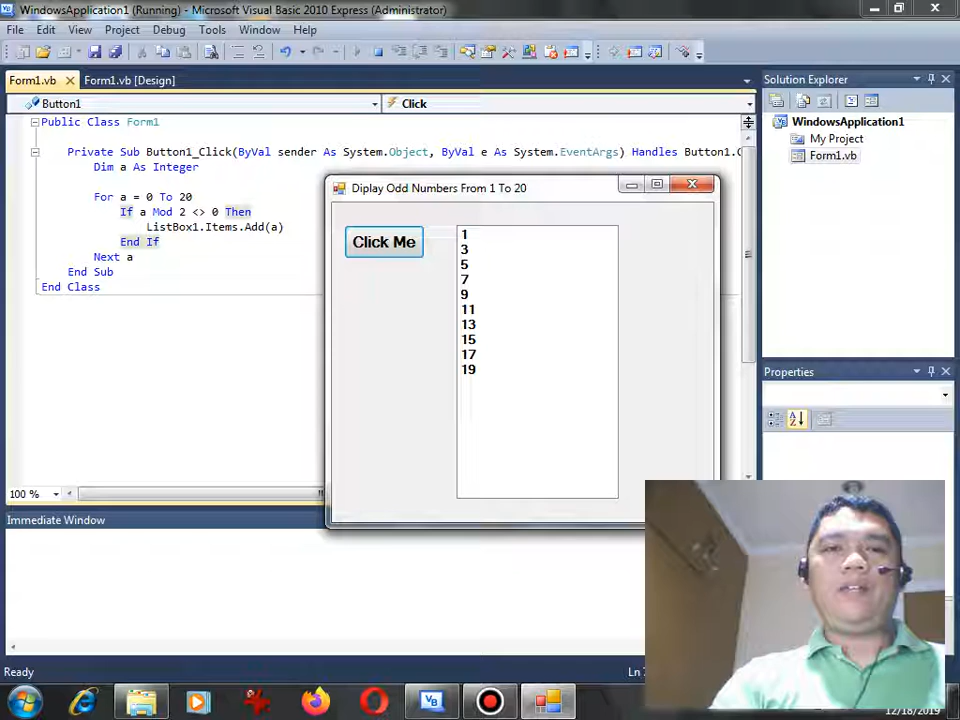 WindowsApplication1 (Running) - Microsoft Visual Basic 2010 Express (Administrator)
File Edit View Project Debug Tools Window Help
Form1.vb Form1.vb [Design]
Button1
Click
Public Class Form1
Private Sub Button1_Click(ByVal sender As System.Object, ByVal e As System.EventArgs) Handles Button1.C
Dim a As Integer
For a = 0 To 20
If a Mod 2 <> 0 Then
ListBox1.Items.Add(a)
End If
Next a
End Sub
End Class
100 %
Diplay Odd Numbers From 1 To 20
Click Me
1
3
5
7
9
11
13
15
17
19
Solution Explorer
WindowsApplication1
My Project
Form1.vb
Properties
Immediate Window
Ready
Ln
12/18/2019